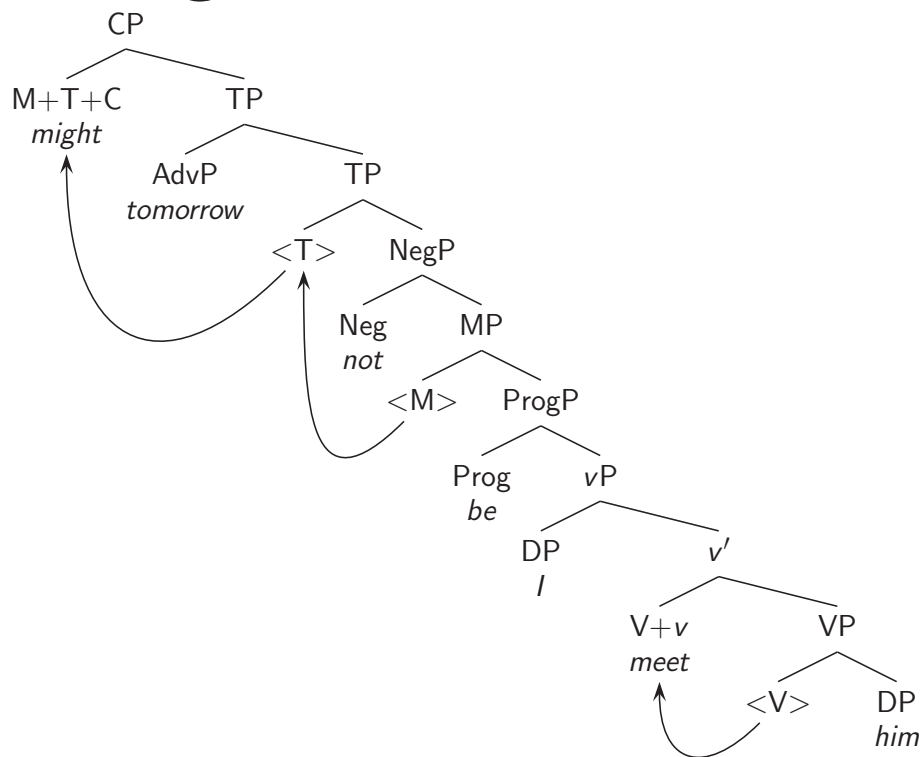 CP
M+T+C TP
might
AdvP TP
tomorrow
<T> NegP
Neg MP
not
<M> ProgP
Prog vP
be
DP v′
I
V+v VP
meet
<V> DP
him